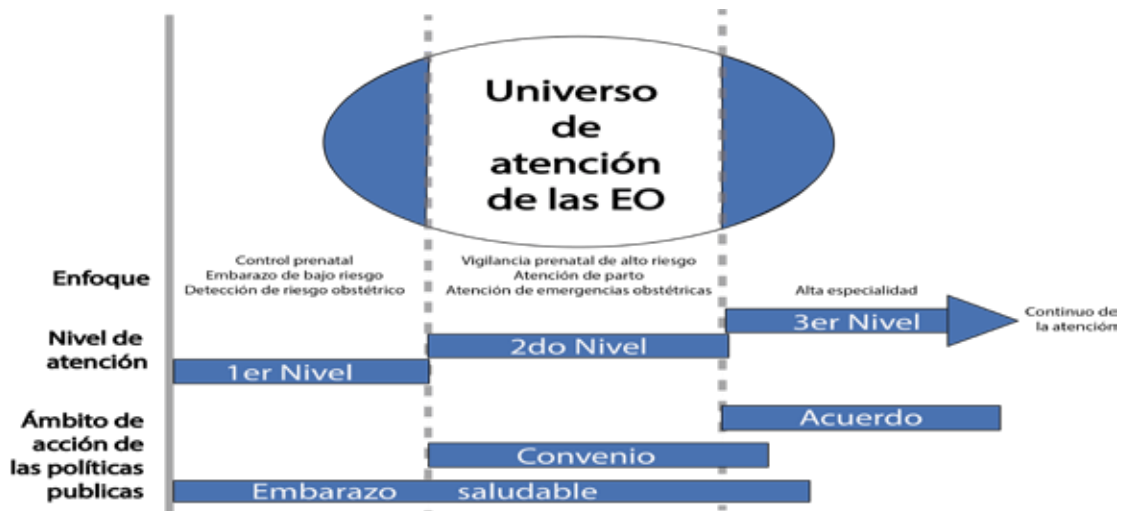 Universo
de
atención
de las EO
Enfoque
Control prenatal
Embarazo de bajo riesgo
Detección de riesgo obstétrico
Vigilancia prenatal de alto riesgo
Atención de parto
Atención de emergencias obstétricas
Alta especialidad
Nivel de
atención
1er Nivel
2do Nivel
3er Nivel
Continuo de
la atención
Ámbito de
acción de
las políticas
publicas
Acuerdo
Convenio
Embarazo saludable